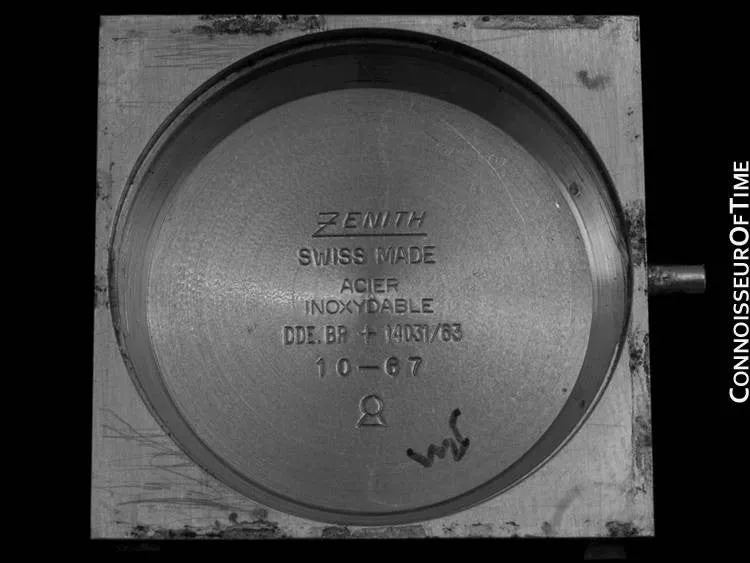 ZENITH
SWISS MADE
ACIER
INOXYDABLE
DDE.BR + 14031/63
10-67
CONNOISSEUROFTIME